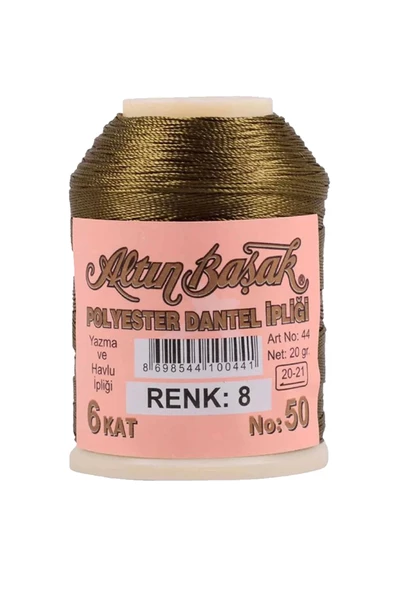 Altın Başak
POLYESTER DANTEL İPLİĞİ
Yazma
ve
Havlu
İpliği
8 698544 100441
Art No: 44
Net: 20 gr.
20-21
RENK: 8
6 KAT
No: 50